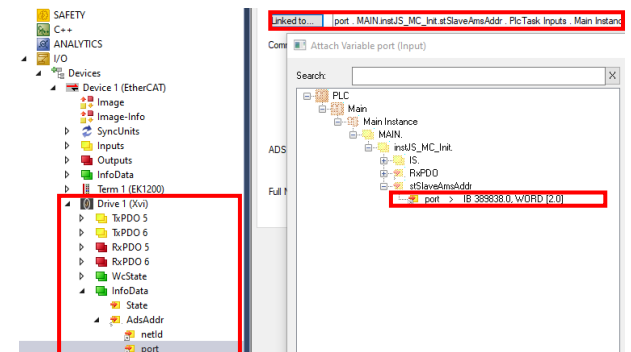 SAFETY
C++
ANALYTICS
I/O
Devices
Device 1 (EtherCAT)
Image
Image-Info
SyncUnits
Inputs
Outputs
InfoData
Term 1 (EK1200)
Drive 1 (Xvi)
TxPDO 5
TxPDO 6
RxPDO 5
RxPDO 6
WcState
InfoData
State
AdsAddr
netId
port
Linked to...
port . MAIN.instJS_MC_Init.stSlaveAmsAddr . PlcTask Inputs . Main Instanc
Com
ADS
Full
Attach Variable port (Input)
Search:
X
PLC
Main
Main Instance
MAIN.
instJS_MC_Init.
IS.
RxPDO
stSlaveAmsAddr
port > IB 389838.0, WORD [2.0]